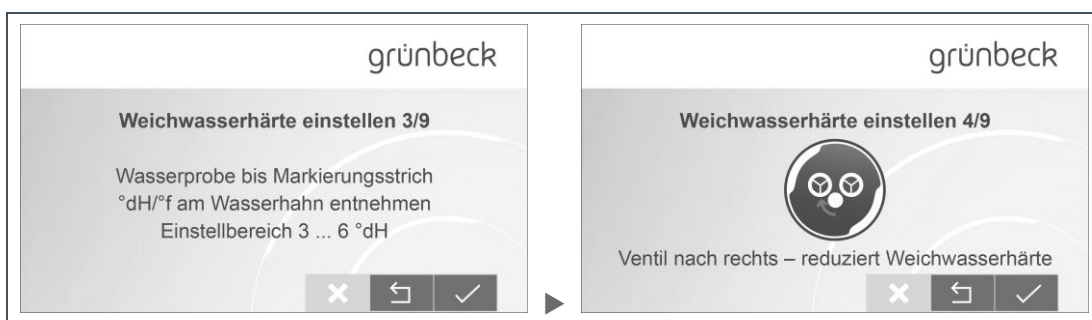 grünbeck
Weichwasserhärte einstellen 3/9
Wasserprobe bis Markierungsstrich
°dH/°f am Wasserhahn entnehmen
Einstellbereich 3 ... 6 °dH
grünbeck
Weichwasserhärte einstellen 4/9
Ventil nach rechts – reduziert Weichwasserhärte